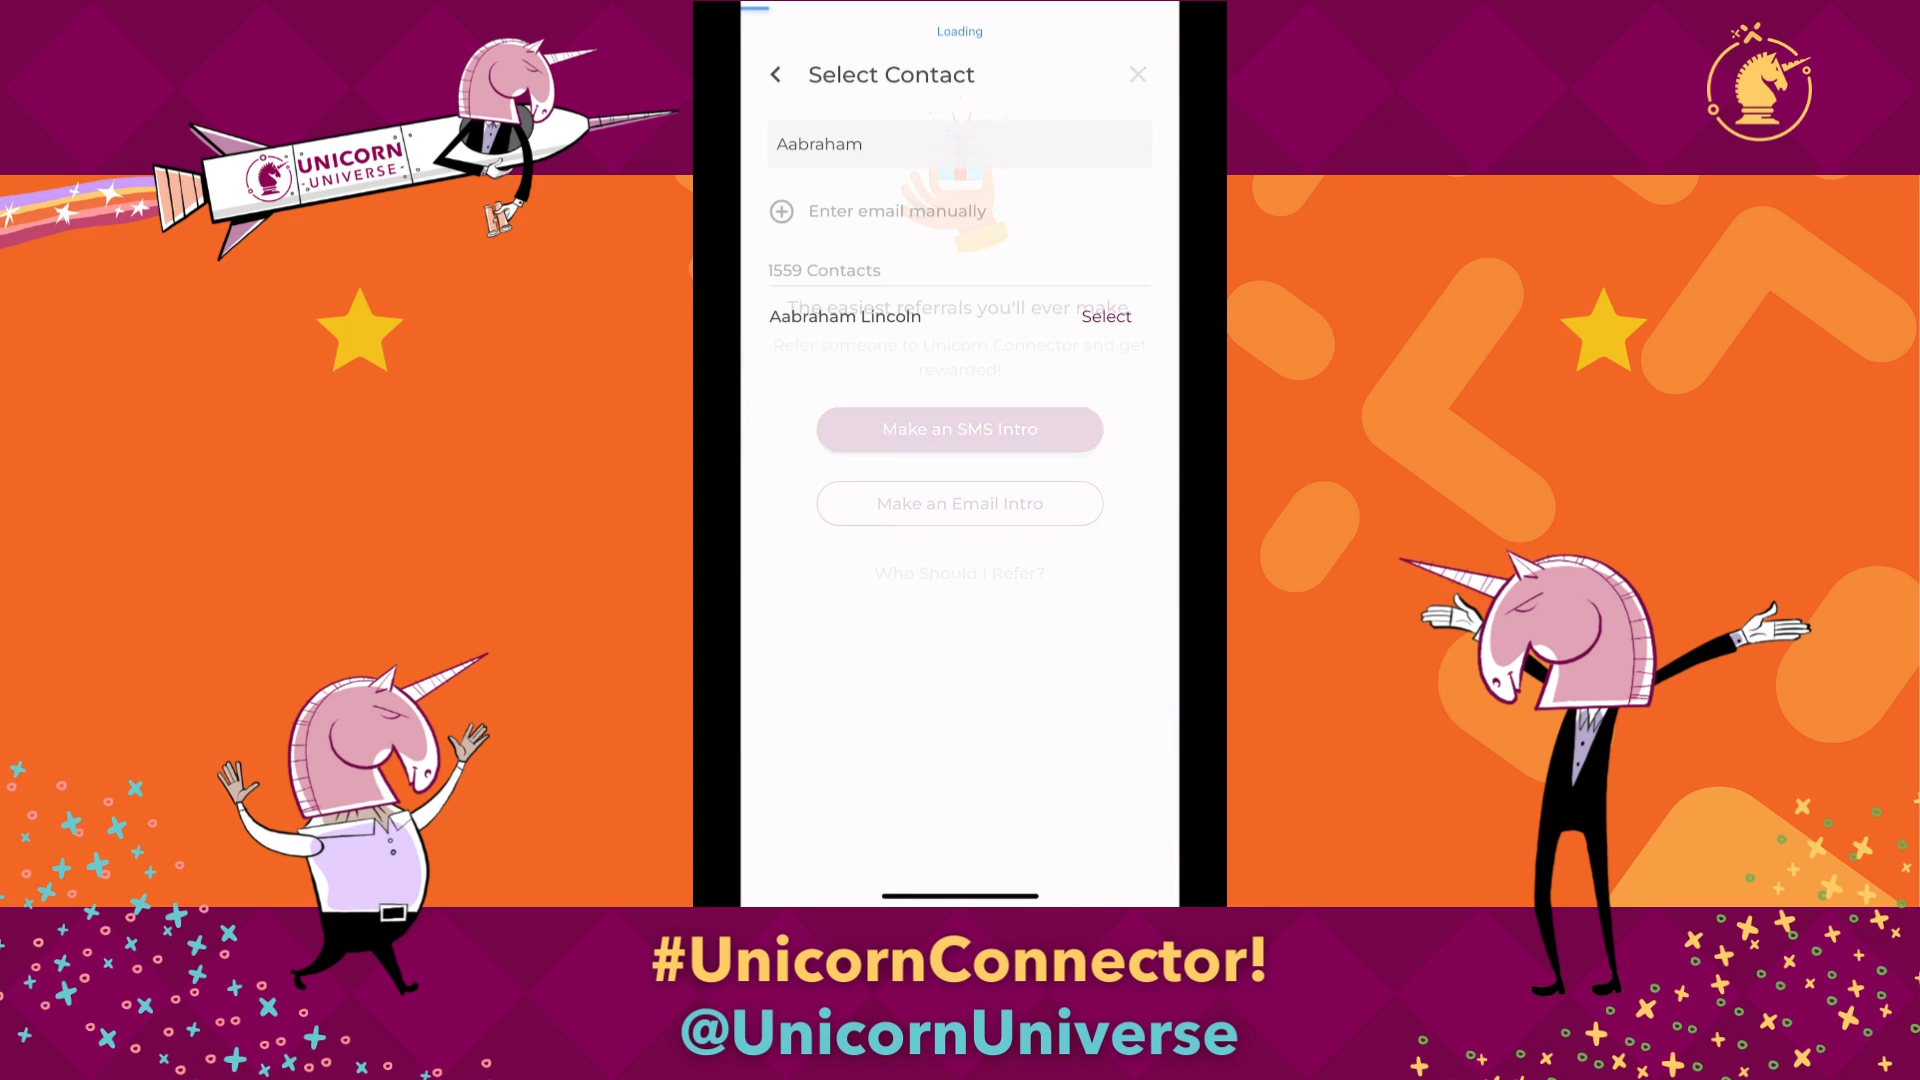 Loading
Select Contact
Aabraham
Enter email manually
1559 Contacts
The easiest referrals you'll ever make
Aabraham Lincoln
Select
Refer someone to Unicorn Connector and get
rewarded!
Make an SMS Intro
Make an Email Intro
Who Should I Refer?
UNICORN
-UNIVERSE-
#UnicornConnector!
@UnicornUniverse